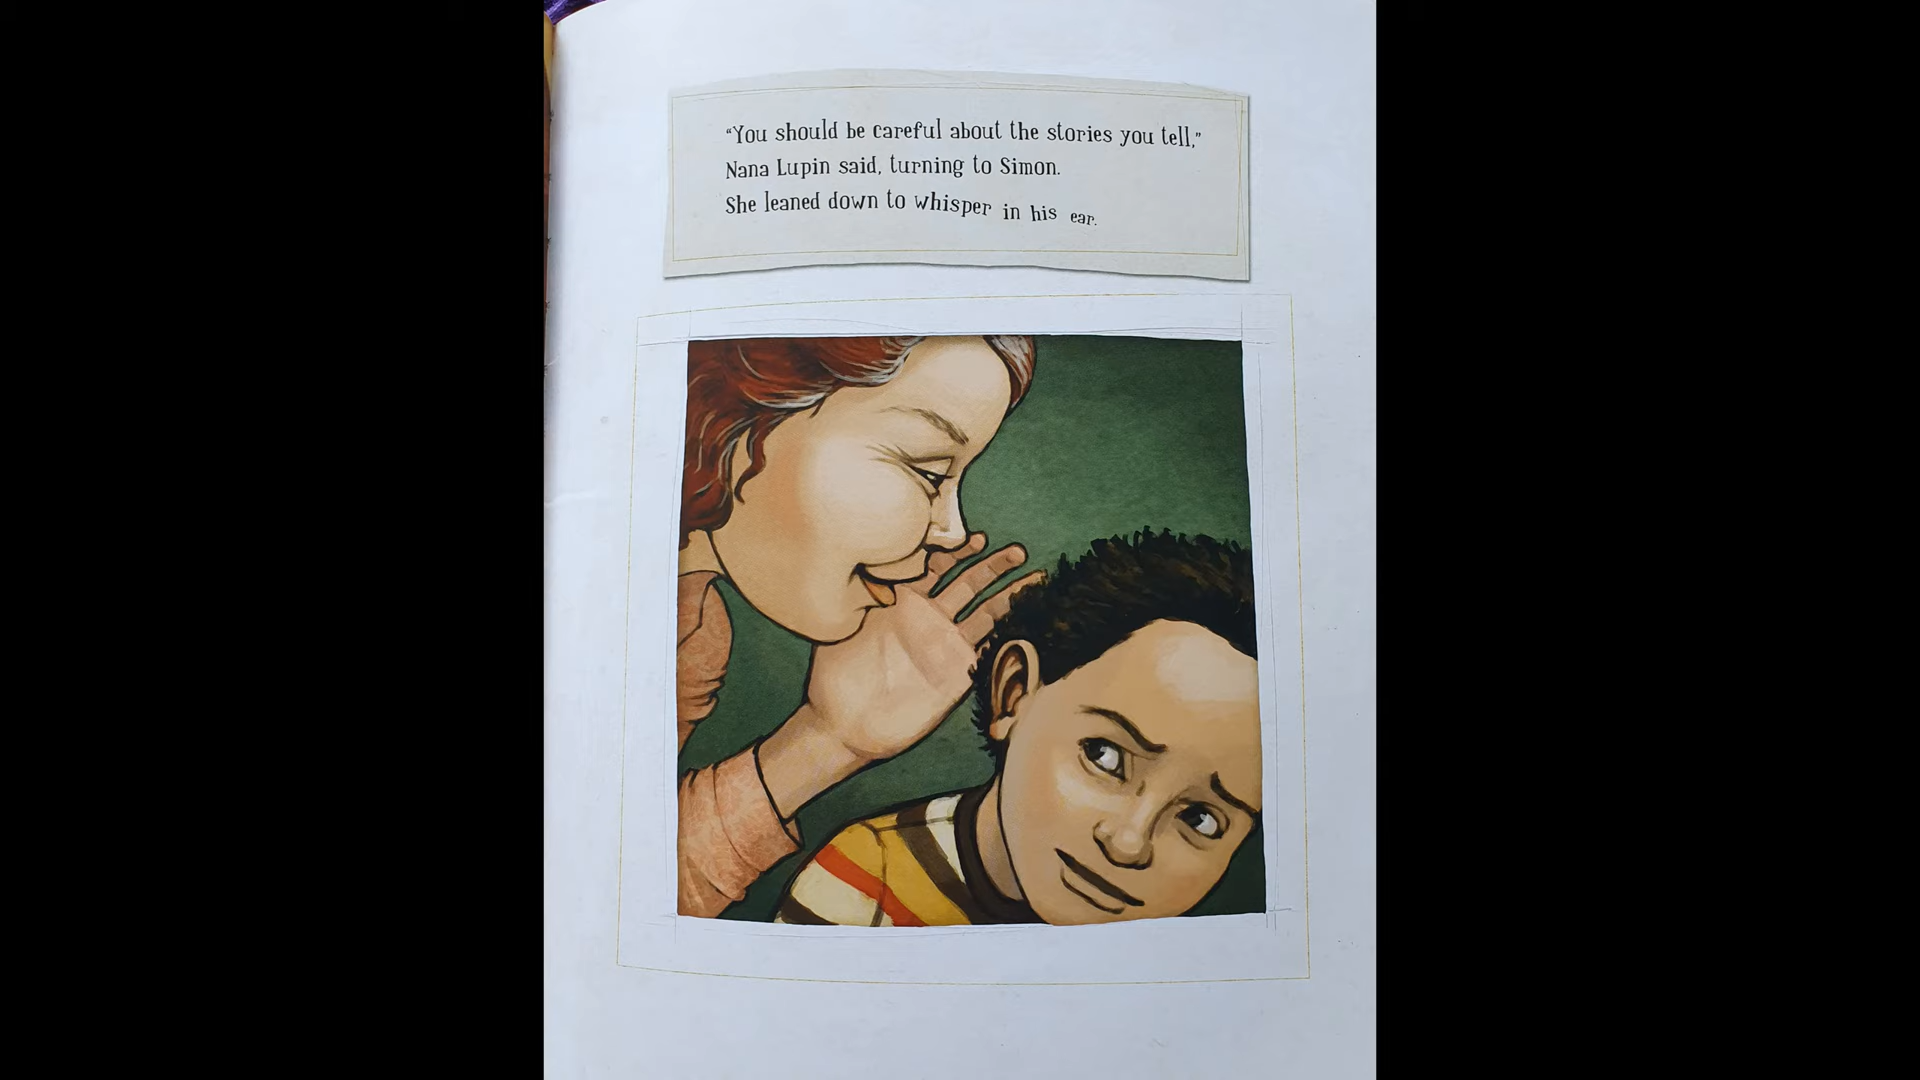 “You should be careful about the stories you tell,”
Nana Lupin said, turning to Simon.
She leaned down to whisper in his ear.